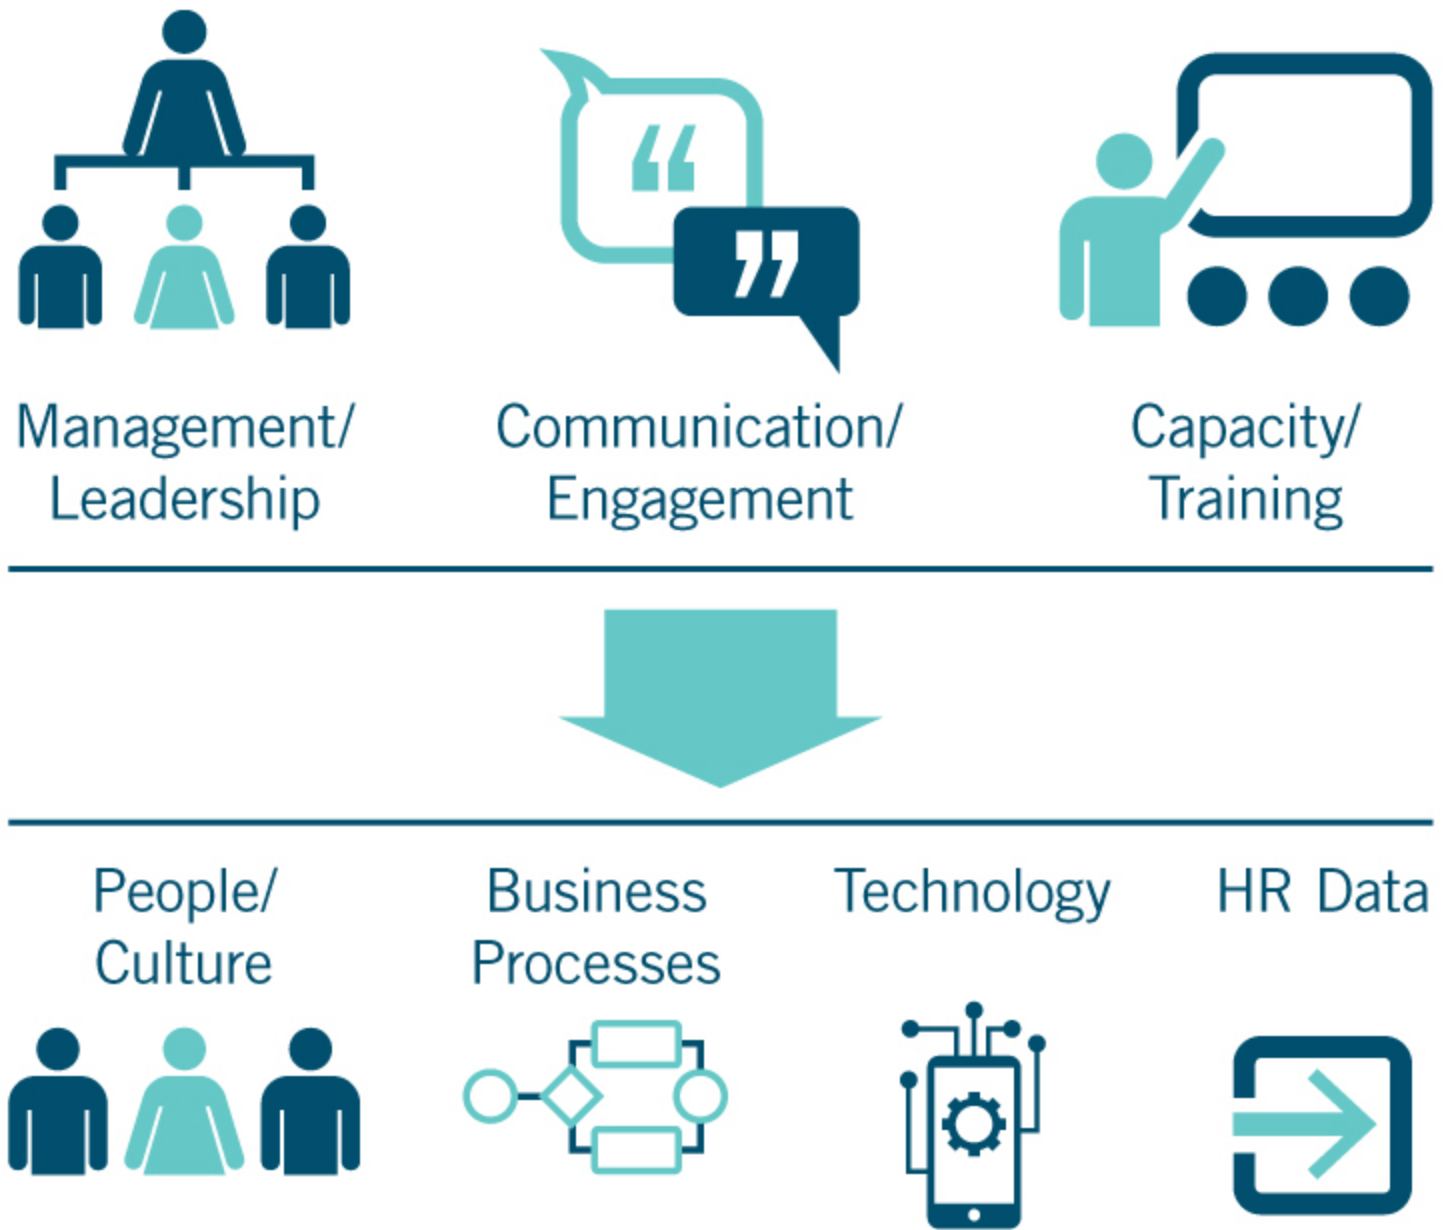 Management/
Leadership
“
”
Communication/
Engagement
Capacity/
Training
People/
Culture
Business
Processes
Technology
HR Data